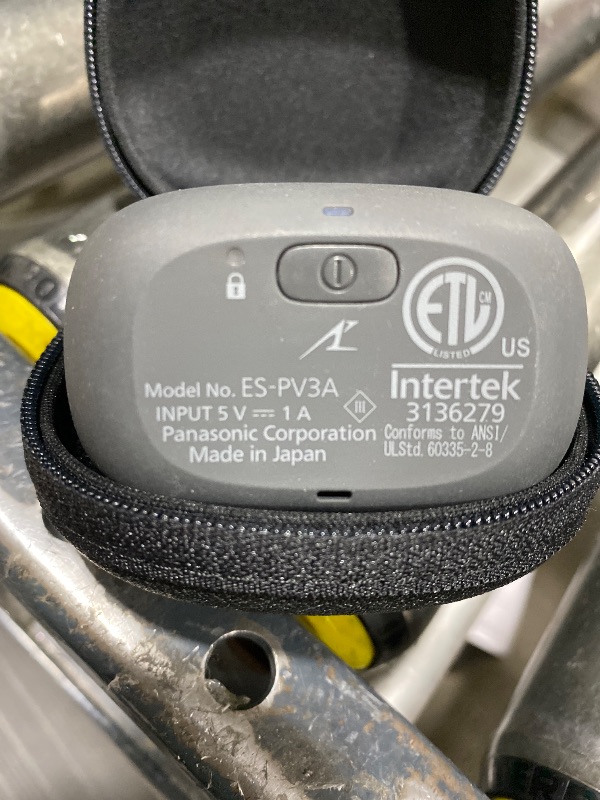 ETL CM
LISTED
US
Intertek
3136279
Conforms to ANSI/
ULStd. 60335-2-8
Model No. ES-PV3A
INPUT 5 V ⎓ 1 A
Panasonic Corporation
Made in Japan